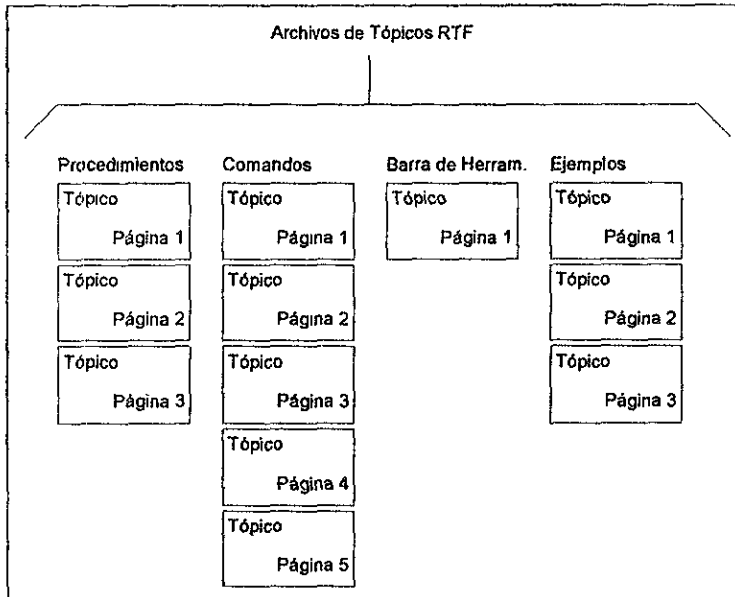 Archivos de Tópicos RTF
Procedimientos
Tópico
Página 1
Tópico
Página 2
Tópico
Página 3
Comandos
Tópico
Página 1
Tópico
Página 2
Tópico
Página 3
Tópico
Página 4
Tópico
Página 5
Barra de Herram.
Tópico
Página 1
Ejemplos
Tópico
Página 1
Tópico
Página 2
Tópico
Página 3